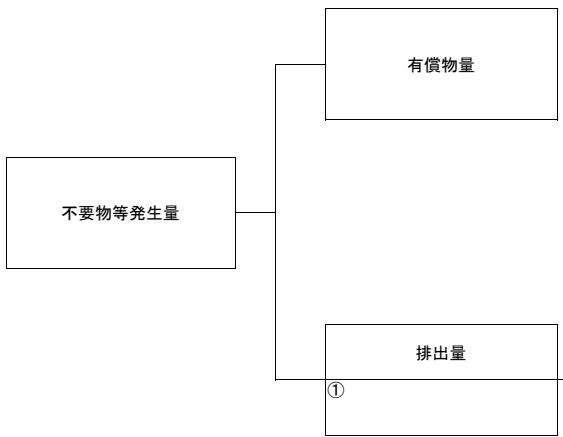 有償物量
不要物等発生量
排出量
①